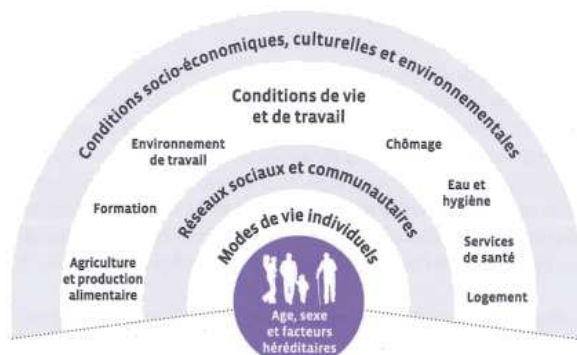 Conditions socio-économiques, culturelles et environnementales
Conditions de vie
et de travail
Environnement
de travail
Chômage
Réseaux sociaux et communautaires
Eau et
hygiène
Formation
Modes de vie individuels
Services
de santé
Agriculture
et production
alimentaire
Logement
Age, sexe
et facteurs
héréditaires